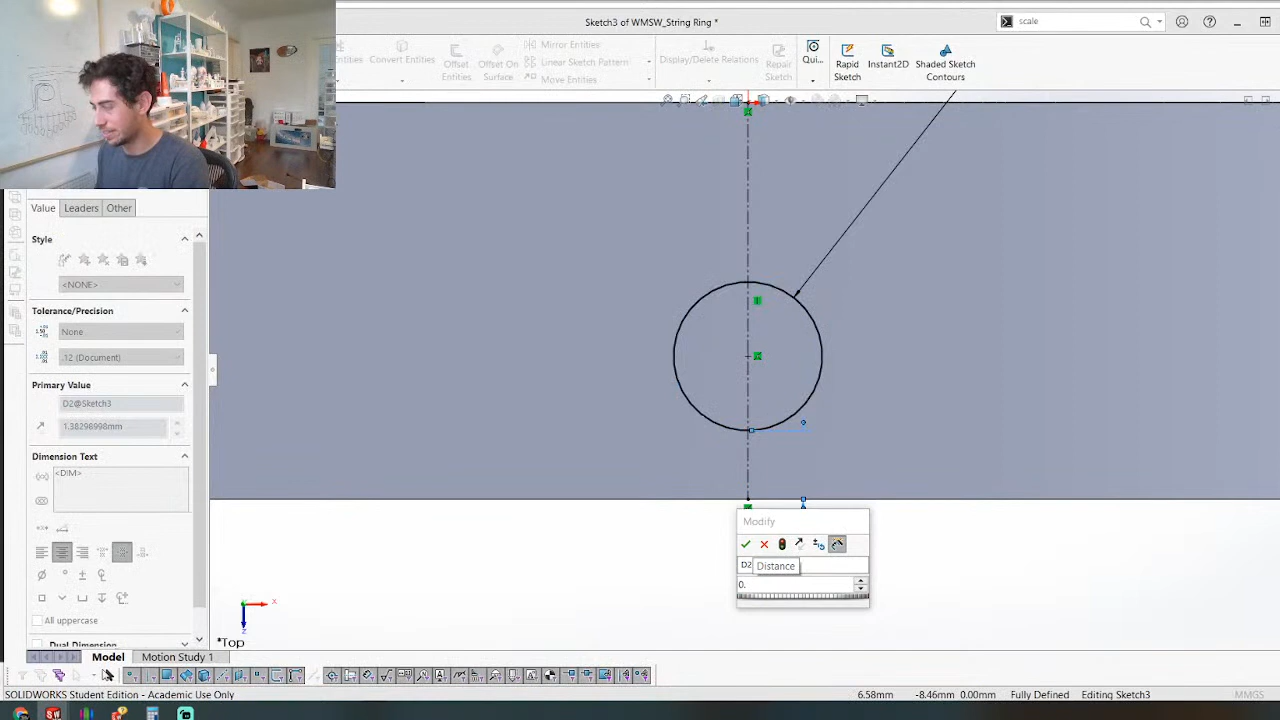 Sketch3 of WMSW_String Ring *
scale
Offset Entities
Convert Entities
Offset On Surface
Mirror Entities
Linear Sketch Pattern
Move Entities
Display/Delete Relations
Repair Sketch
Qui...
Rapid Sketch
Instant2D
Shaded Sketch Contours
Value
Leaders
Other
Style
<NONE>
Tolerance/Precision
None
.12 (Document)
Primary Value
D2@Sketch3
1.38298998mm
Dimension Text
<DIM>
All uppercase
Dual Dimension
Modify
D2
Distance
0.
X
Z
*Top
Model
Motion Study 1
SOLIDWORKS Student Edition - Academic Use Only
6.58mm
-8.46mm
0.00mm
Fully Defined
Editing Sketch3
MMGS